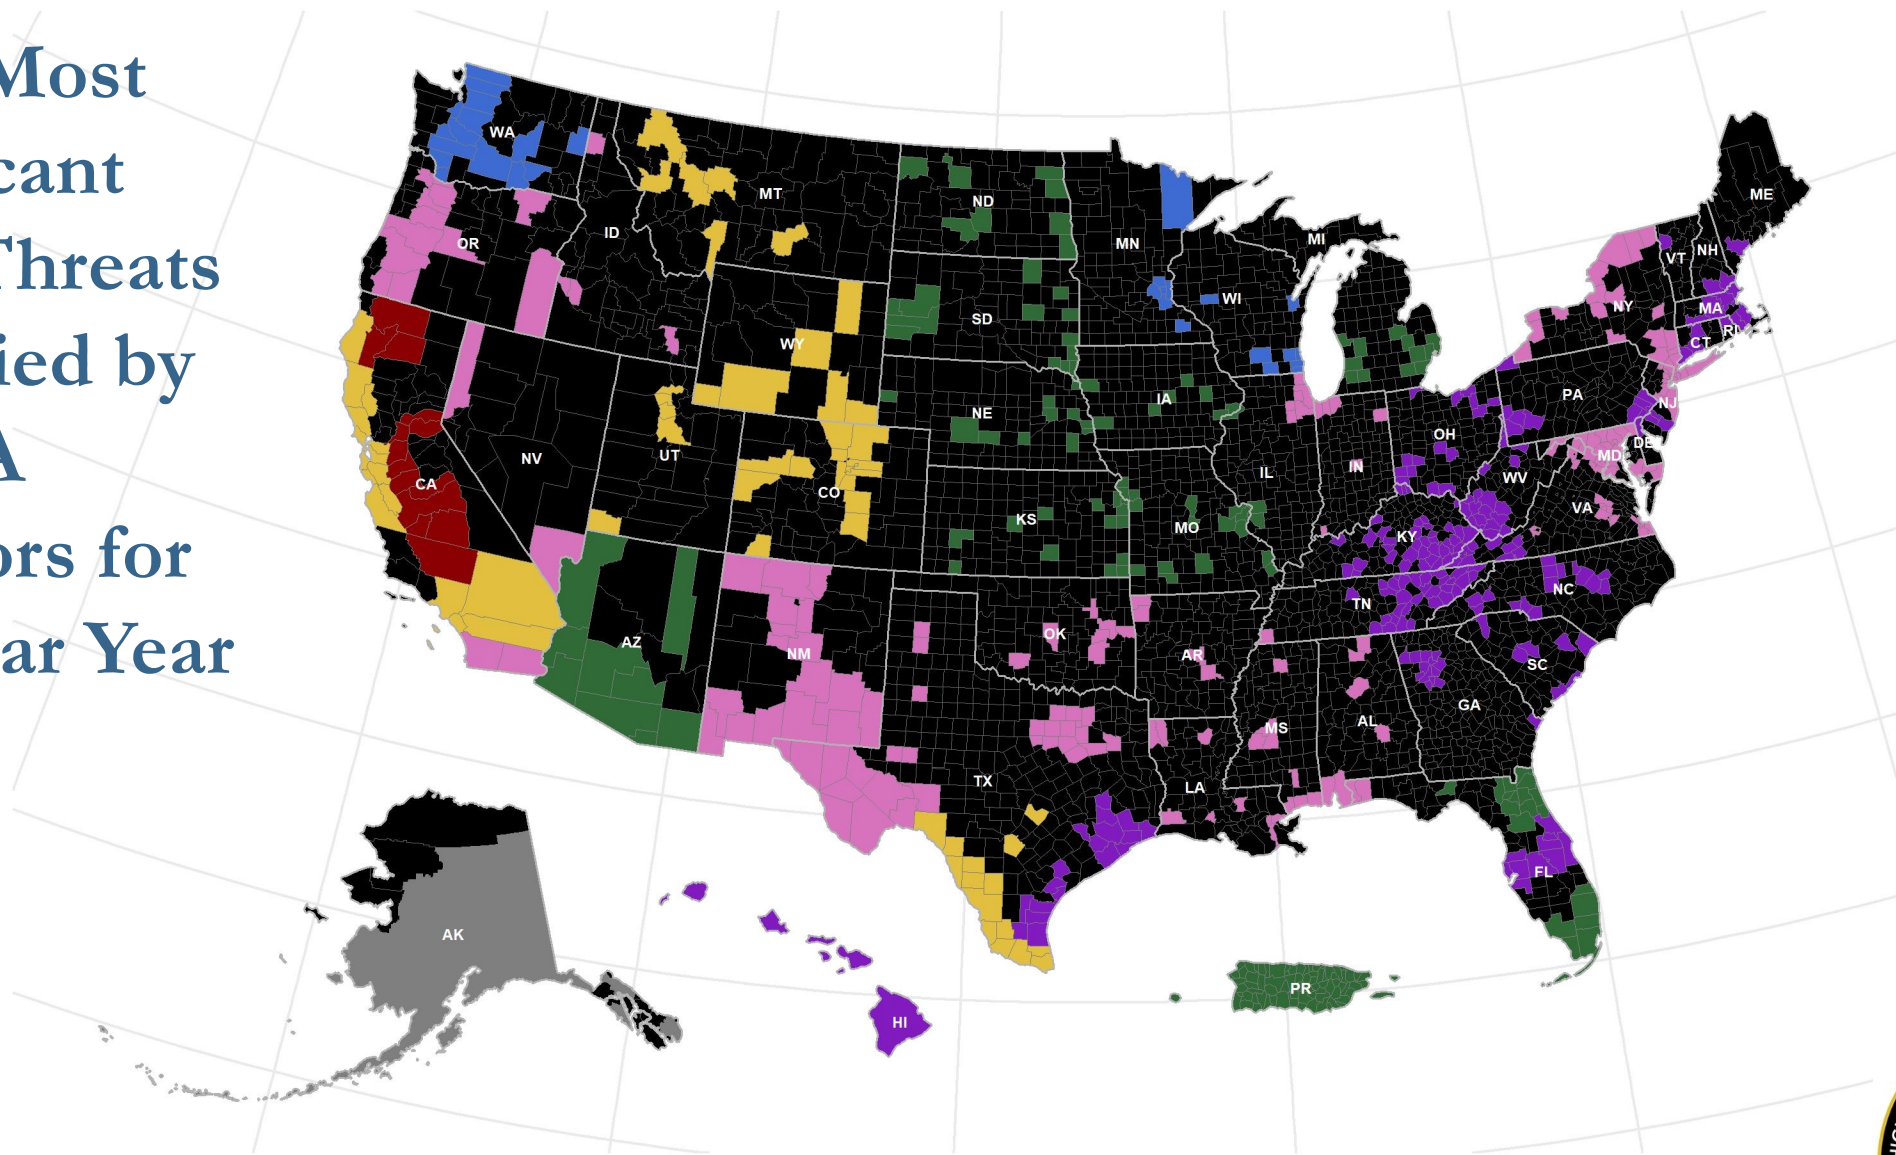 Most
cant
Threats
ied by
A
ors for
ar Year
WA
MT
ND
MN
MI
ME
OR
ID
SD
WI
VT
NH
NY
MA
RI
CT
WY
NE
IA
PA
NJ
NV
UT
CO
CA
IL
IN
OH
WV
MD
DE
VA
KS
MO
KY
AZ
NM
OK
AR
TN
NC
SC
TX
LA
MS
AL
GA
FL
AK
HI
PR